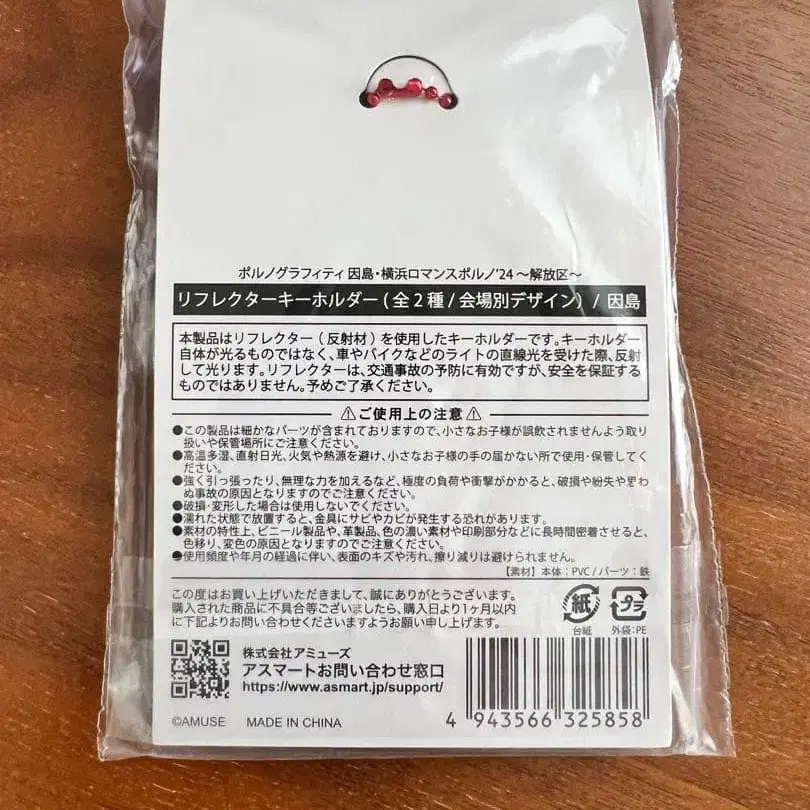 ポルノグラフィティ 因島・横浜ロマンスポルノ'24 ～解放区～
リフレクターキーホルダー(全2種/会場別デザイン) / 因島
本製品はリフレクター(反射材)を使用したキーホルダーです。キーホルダー
自体が光るものではなく、車やバイクなどのライトの直線光を受けた際、反射
して光ります。リフレクターは、交通事故の予防に有効ですが、安全を保証する
ものではありません。予めご了承ください。
⚠ご使用上の注意⚠
●この製品は細かなパーツが含まれておりますので、小さなお子様が誤飲されませんよう取り
扱いや保管場所にご注意ください。
●高温多湿、直射日光、火気や熱源を避け、小さなお子様の手の届かない所で使用・保管してく
ださい。
●強く引っ張ったり、無理な力を加えるなど、極度の負荷や衝撃がかかると、破損や紛失や思わ
ぬ事故の原因となりますのでご注意ください。
●破損・変形した場合は使用しないでください。
●濡れた状態で放置すると、金具にサビやカビが発生する恐れがあります。
●素材の特性上、ビニール製品や、革製品、色の濃い素材や印刷部分などに長時間密着させると、
色移り、変色の原因となりますのでご注意ください。
●使用頻度や年月の経過に伴い、表面のキズや汚れ、擦り減りは避けられません。
【素材】本体:PVC/パーツ:鉄
この度はお買い上げいただきまして、誠にありがとうございます。
購入された商品に不具合等ございましたら、購入日より1ヶ月以内
に下記よりお問い合わせくださいますようお願い申し上げます。
紙
プラ
台紙
外袋:PE
株式会社アミューズ
アスマートお問い合わせ窓口
https://www.asmart.jp/support/
©AMUSE MADE IN CHINA
4 943566 325858